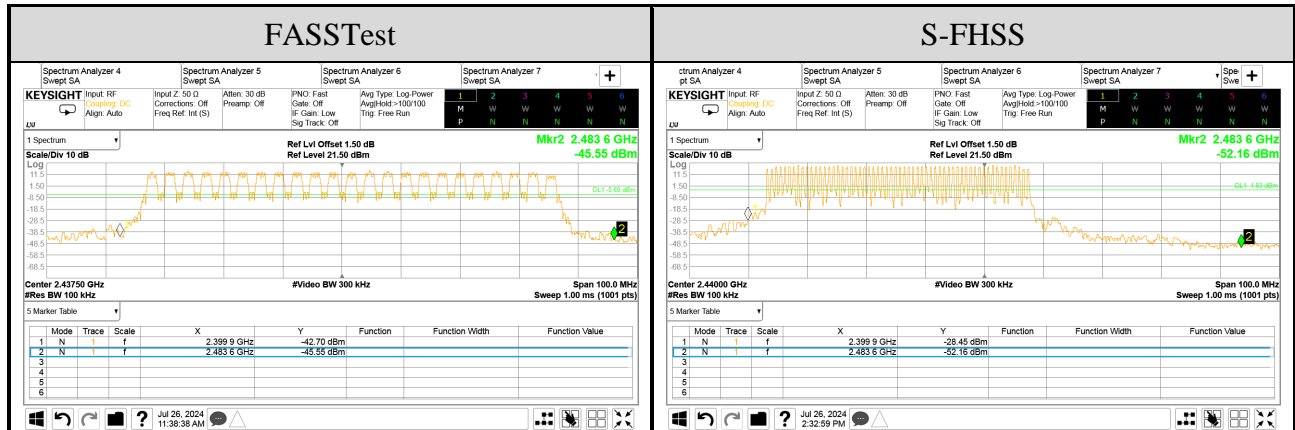 FASSTest
Spectrum Analyzer 4 Spectrum Analyzer 5 Spectrum Analyzer 6 Spectrum Analyzer 7
Swept SA Swept SA Swept SA Swept SA
KEYSIGHT Input: RF Input Z: 50 Ω Atten: 30 dB PNO: Fast Avg Type: Log-Power 1 2 3 4 5 6
Coupling: DC Corrections: Off Preamp: Off Gate: Off Avg|Hold:>100/100 M W W W W W
Align: Auto Freq Ref: Int (S) IF Gain: Low Trig: Free Run
Sig Track: Off P N N N N N
LXI
1 Spectrum Ref Lvl Offset 1.50 dB Mkr2 2.483 6 GHz
Scale/Div 10 dB Ref Level 21.50 dBm -45.55 dBm
Log
11.5
1.50 DL1 dBm
-8.50
-18.5
-28.5
-38.5 2
-48.5
-58.5
-68.5
Center 2.43750 GHz #Video BW 300 kHz Span 100.0 MHz
#Res BW 100 kHz Sweep 1.00 ms (1001 pts)
5 Marker Table
Mode Trace Scale X Y Function Function Width Function Value
1 N 1 f 2.399 9 GHz -42.70 dBm
2 N 1 f 2.483 6 GHz -45.55 dBm
3
4
5
6
? Jul 26, 2024
11:38:38 AM
S-FHSS
ctrum Analyzer 4 Spectrum Analyzer 5 Spectrum Analyzer 6 Spectrum Analyzer 7 Spe
pt SA Swept SA Swept SA Swept SA Swe
KEYSIGHT Input: RF Input Z: 50 Ω Atten: 30 dB PNO: Fast Avg Type: Log-Power 1 2 3 4 5 6
Coupling: DC Corrections: Off Preamp: Off Gate: Off Avg|Hold:>100/100 M W W W W W
Align: Auto Freq Ref: Int (S) IF Gain: Low Trig: Free Run
Sig Track: Off P N N N N N
LXI
1 Spectrum Ref Lvl Offset 1.50 dB Mkr2 2.483 6 GHz
Scale/Div 10 dB Ref Level 21.50 dBm -52.16 dBm
Log
11.5
1.50 DL1 dBm
-8.50
-18.5
-28.5
-38.5 2
-48.5
-58.5
-68.5
Center 2.44000 GHz #Video BW 300 kHz Span 100.0 MHz
#Res BW 100 kHz Sweep 1.00 ms (1001 pts)
5 Marker Table
Mode Trace Scale X Y Function Function Width Function Value
1 N 1 f 2.399 9 GHz -28.45 dBm
2 N 1 f 2.483 6 GHz -52.16 dBm
3
4
5
6
? Jul 26, 2024
2:32:59 PM